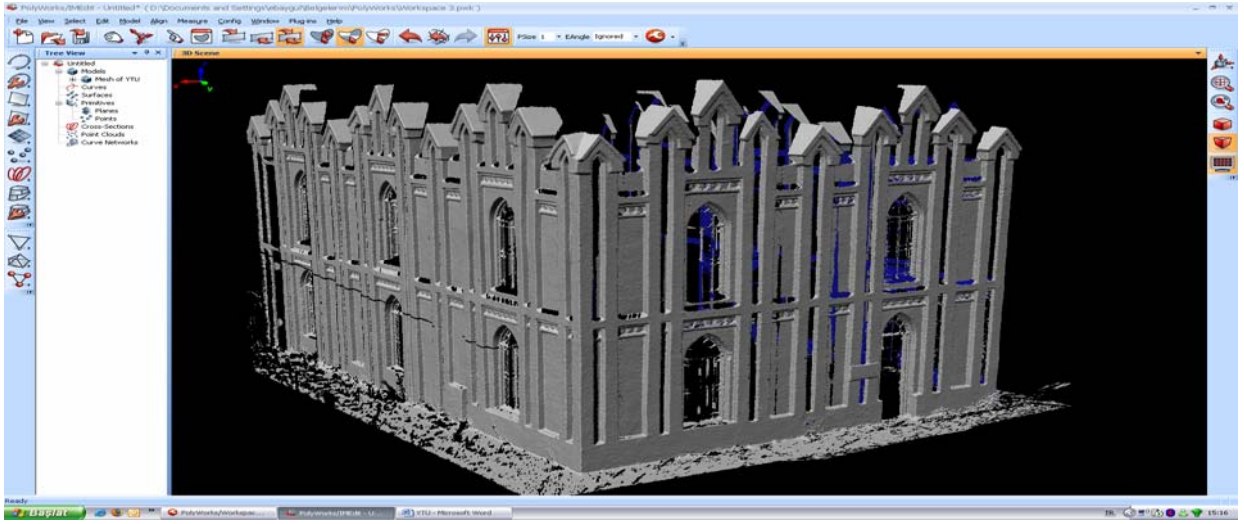 PolyWorks/IMEdit - Untitled* ( D:\Documents and Settings\ebaygul\Belgelerim\PolyWorks\Workspace 3.pwk )
File View Select Edit Model Align Measure Config Window Plug-ins Help
PSize 1 EAngle Ignored
Tree View
3D Scene
Untitled
Models
Mesh of YTU
Curves
Surfaces
Primitives
Planes
Points
Cross-Sections
Point Clouds
Curve Networks
Ready
Başlat
PolyWorks/Workspac...
PolyWorks/IMEdit - U...
YTU - Microsoft Word
15:16